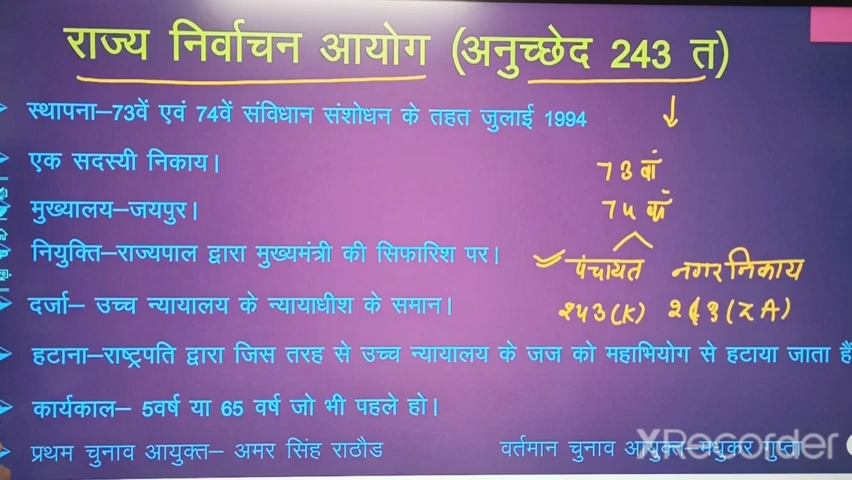 राज्य निर्वाचन आयोग (अनुच्छेद 243 त)
स्थापना–73वें एवं 74वें संविधान संशोधन के तहत जुलाई 1994
एक सदस्यी निकाय।
73 वां
मुख्यालय–जयपुर।
74 वां
नियुक्ति–राज्यपाल द्वारा मुख्यमंत्री की सिफारिश पर।
पंचायत नगर निकाय
दर्जा– उच्च न्यायालय के न्यायाधीश के समान।
243(K) 243(ZA)
हटाना–राष्ट्रपति द्वारा जिस तरह से उच्च न्यायालय के जज को महाभियोग से हटाया जाता हैं
कार्यकाल– 5वर्ष या 65 वर्ष जो भी पहले हो।
प्रथम चुनाव आयुक्त– अमर सिंह राठौड वर्तमान चुनाव आयुक्त–मधुकर गुप्ता
XRecorder